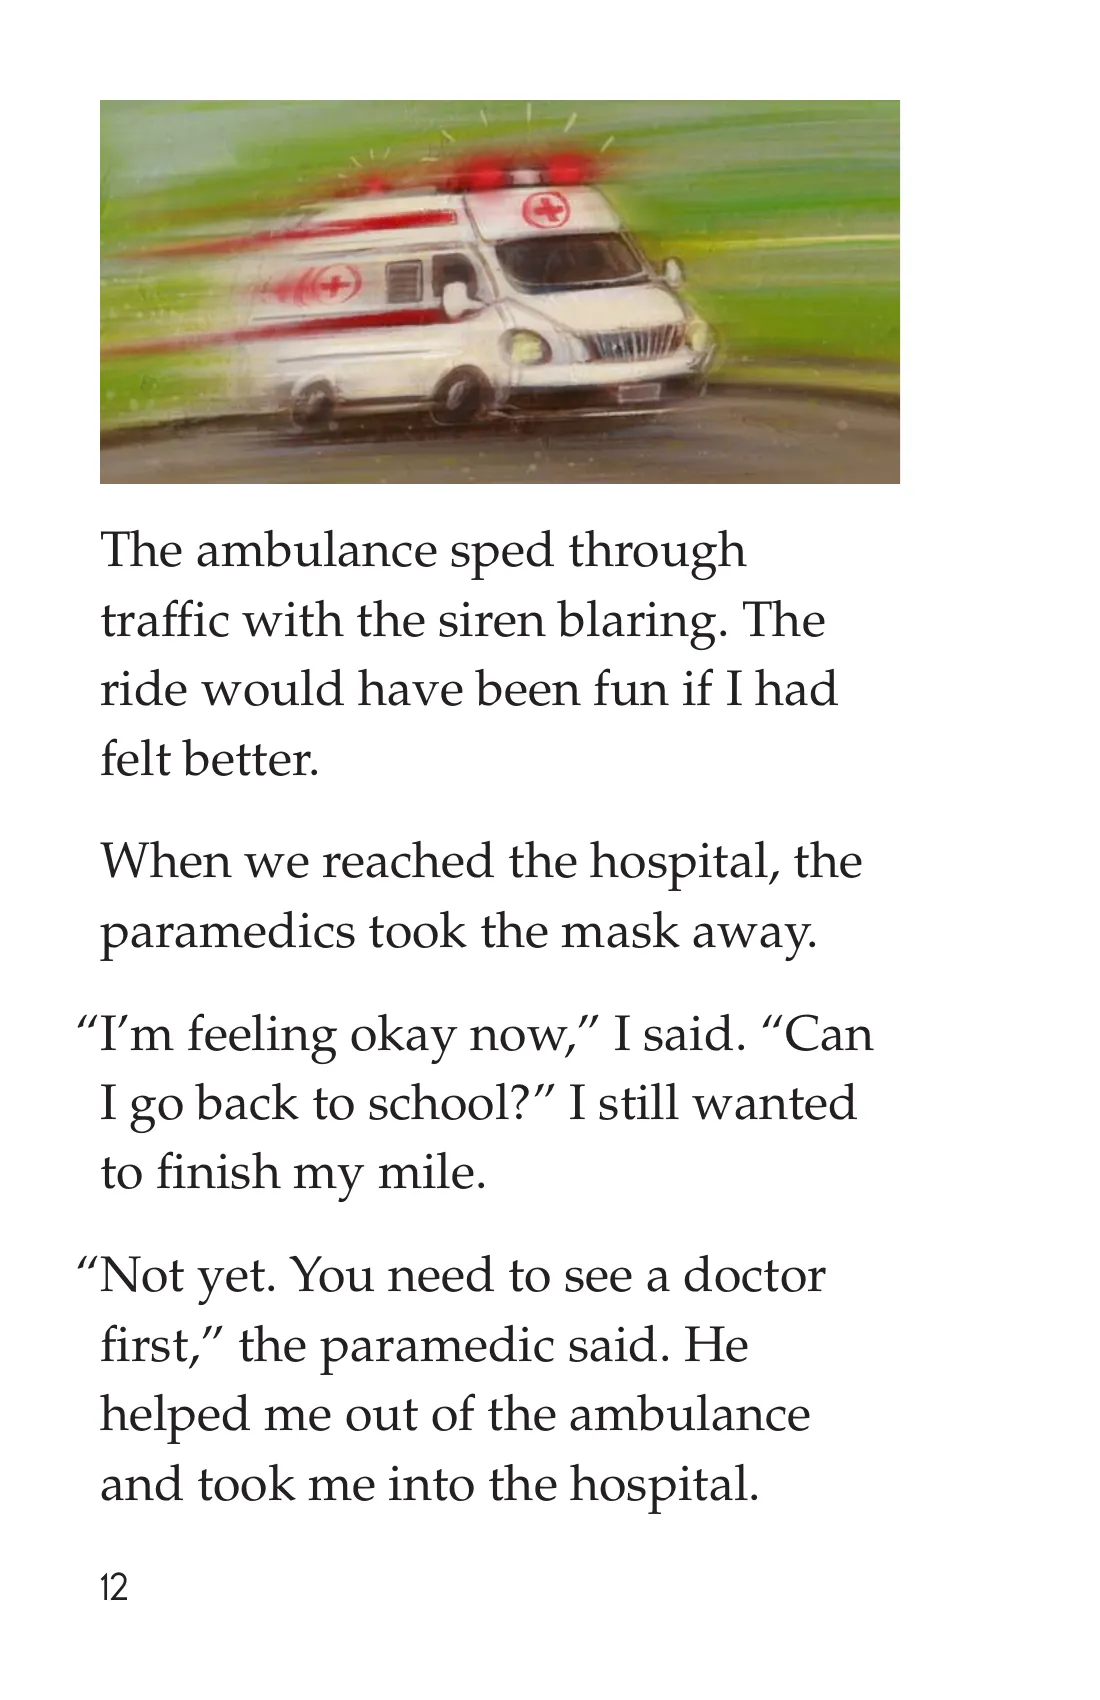 The ambulance sped through
traffic with the siren blaring. The
ride would have been fun if I had
felt better.
When we reached the hospital, the
paramedics took the mask away.
“I’m feeling okay now,” I said. “Can
I go back to school?” I still wanted
to finish my mile.
“Not yet. You need to see a doctor
first,” the paramedic said. He
helped me out of the ambulance
and took me into the hospital.
12